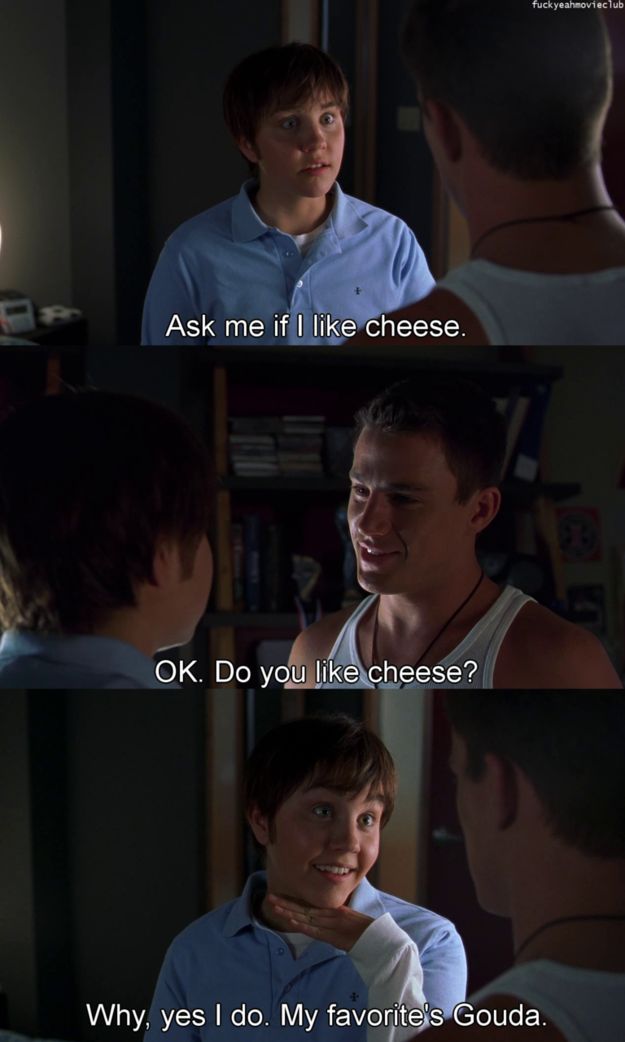 fuckyeahmovieclub
Ask me if I like cheese.
OK. Do you like cheese?
Why, yes I do. My favorite's Gouda.